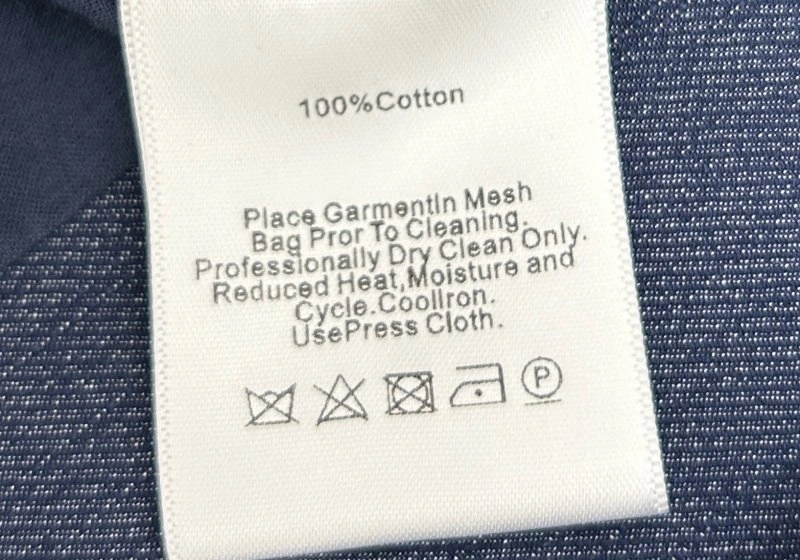 100%Cotton
Place GarmentIn Mesh
Bag Pror To Cleaning.
Professionally Dry Clean Only.
Reduced Heat,Moisture and
Cycle.CoolIron.
UsePress Cloth.
P